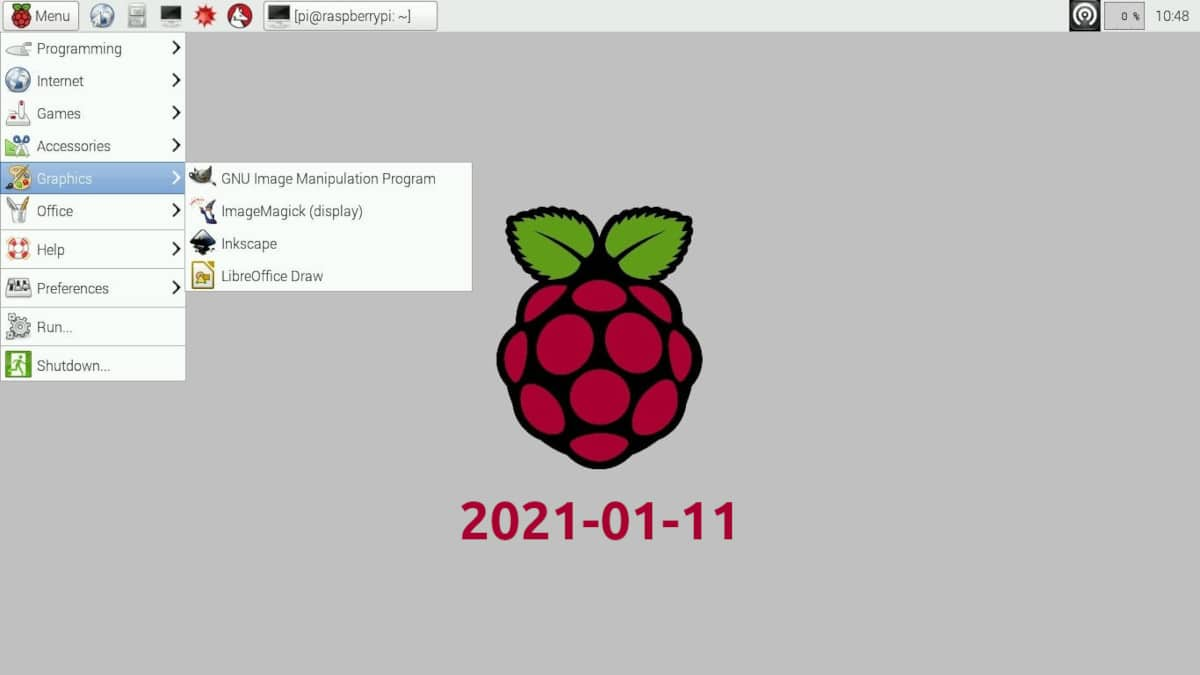 Menu [pi@raspberrypi: ~] 0 % 10:48
Programming
Internet
Games
Accessories
Graphics
Office
Help
Preferences
Run...
Shutdown...
GNU Image Manipulation Program
ImageMagick (display)
Inkscape
LibreOffice Draw
2021-01-11